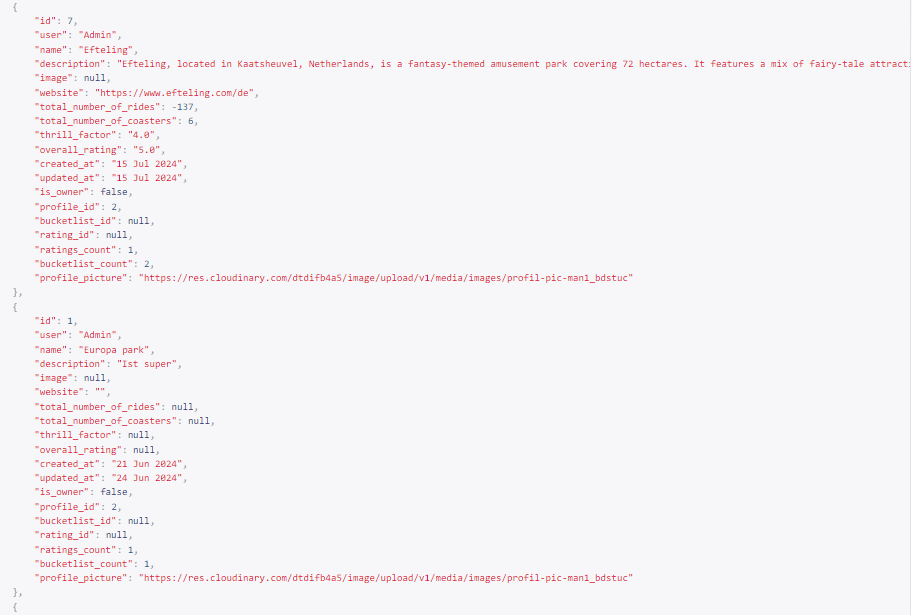 {
"id": 7,
"user": "Admin",
"name": "Efteling",
"description": "Efteling, located in Kaatsheuvel, Netherlands, is a fantasy-themed amusement park covering 72 hectares. It features a mix of fairy-tale attract
"image": null,
"website": "https://www.efteling.com/de",
"total_number_of_rides": -137,
"total_number_of_coasters": 6,
"thrill_factor": "4.0",
"overall_rating": "5.0",
"created_at": "15 Jul 2024",
"updated_at": "15 Jul 2024",
"is_owner": false,
"profile_id": 2,
"bucketlist_id": null,
"rating_id": null,
"ratings_count": 1,
"bucketlist_count": 2,
"profile_picture": "https://res.cloudinary.com/dtdifb4a5/image/upload/v1/media/images/profil-pic-man1_bdstuc"
},
{
"id": 1,
"user": "Admin",
"name": "Europa park",
"description": "Ist super",
"image": null,
"website": "",
"total_number_of_rides": null,
"total_number_of_coasters": null,
"thrill_factor": null,
"overall_rating": null,
"created_at": "21 Jun 2024",
"updated_at": "24 Jun 2024",
"is_owner": false,
"profile_id": 2,
"bucketlist_id": null,
"rating_id": null,
"ratings_count": 1,
"bucketlist_count": 1,
"profile_picture": "https://res.cloudinary.com/dtdifb4a5/image/upload/v1/media/images/profil-pic-man1_bdstuc"
},
{